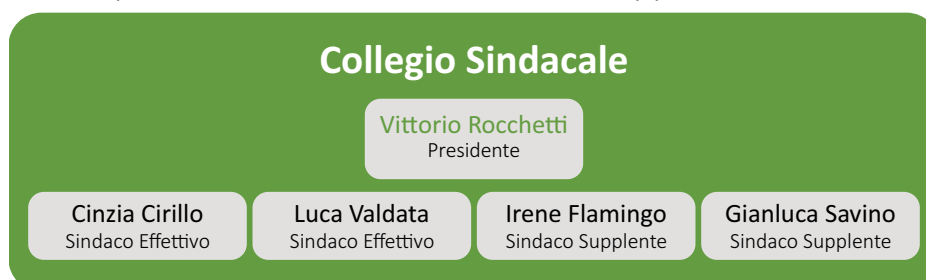 Collegio Sindacale
Vittorio Rocchetti
Presidente
Cinzia Cirillo
Sindaco Effettivo
Luca Valdata
Sindaco Effettivo
Irene Flamingo
Sindaco Supplente
Gianluca Savino
Sindaco Supplente